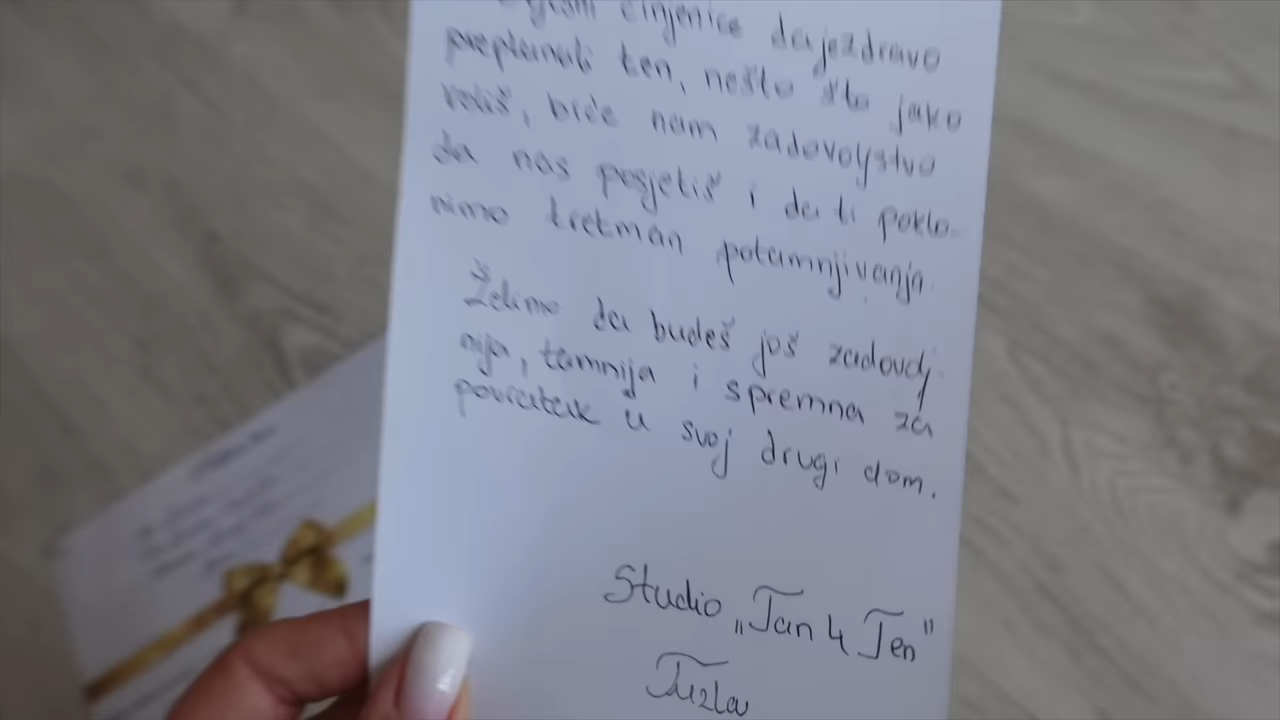 činjenice da je zdravo
preplanuli ten, nešto što jako
voliš, biće nam zadovoljstvo
da nas posjetiš i da ti poklo-
nimo tretman potamnjivanja.
Želimo da budeš još zadovolj-
nija, tamnija i spremna za
povratak u svoj drugi dom.
Studio „Tan 4 Ten"
Tuzla